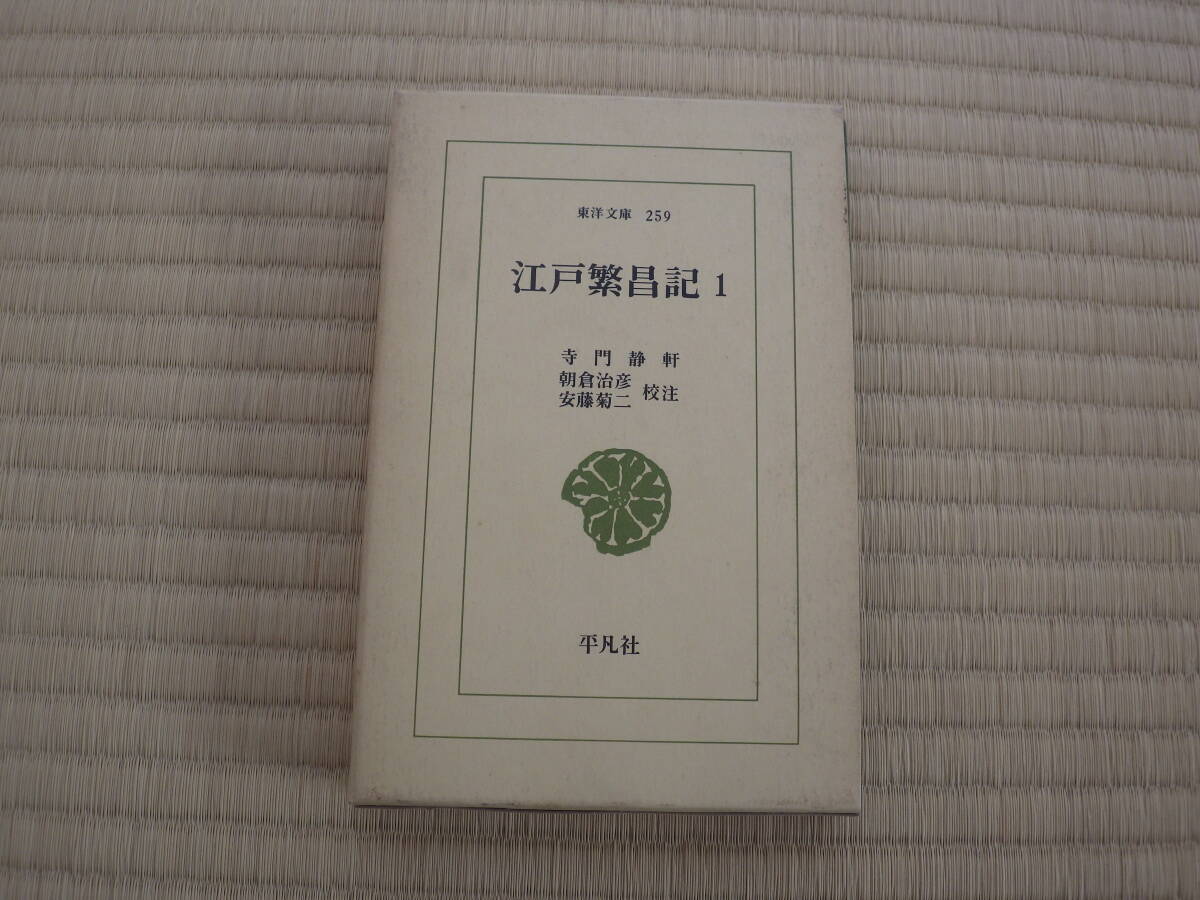 東洋文庫 259
江戸繁昌記 1
寺門静軒
朝倉治彦
安藤菊二
校注
平凡社